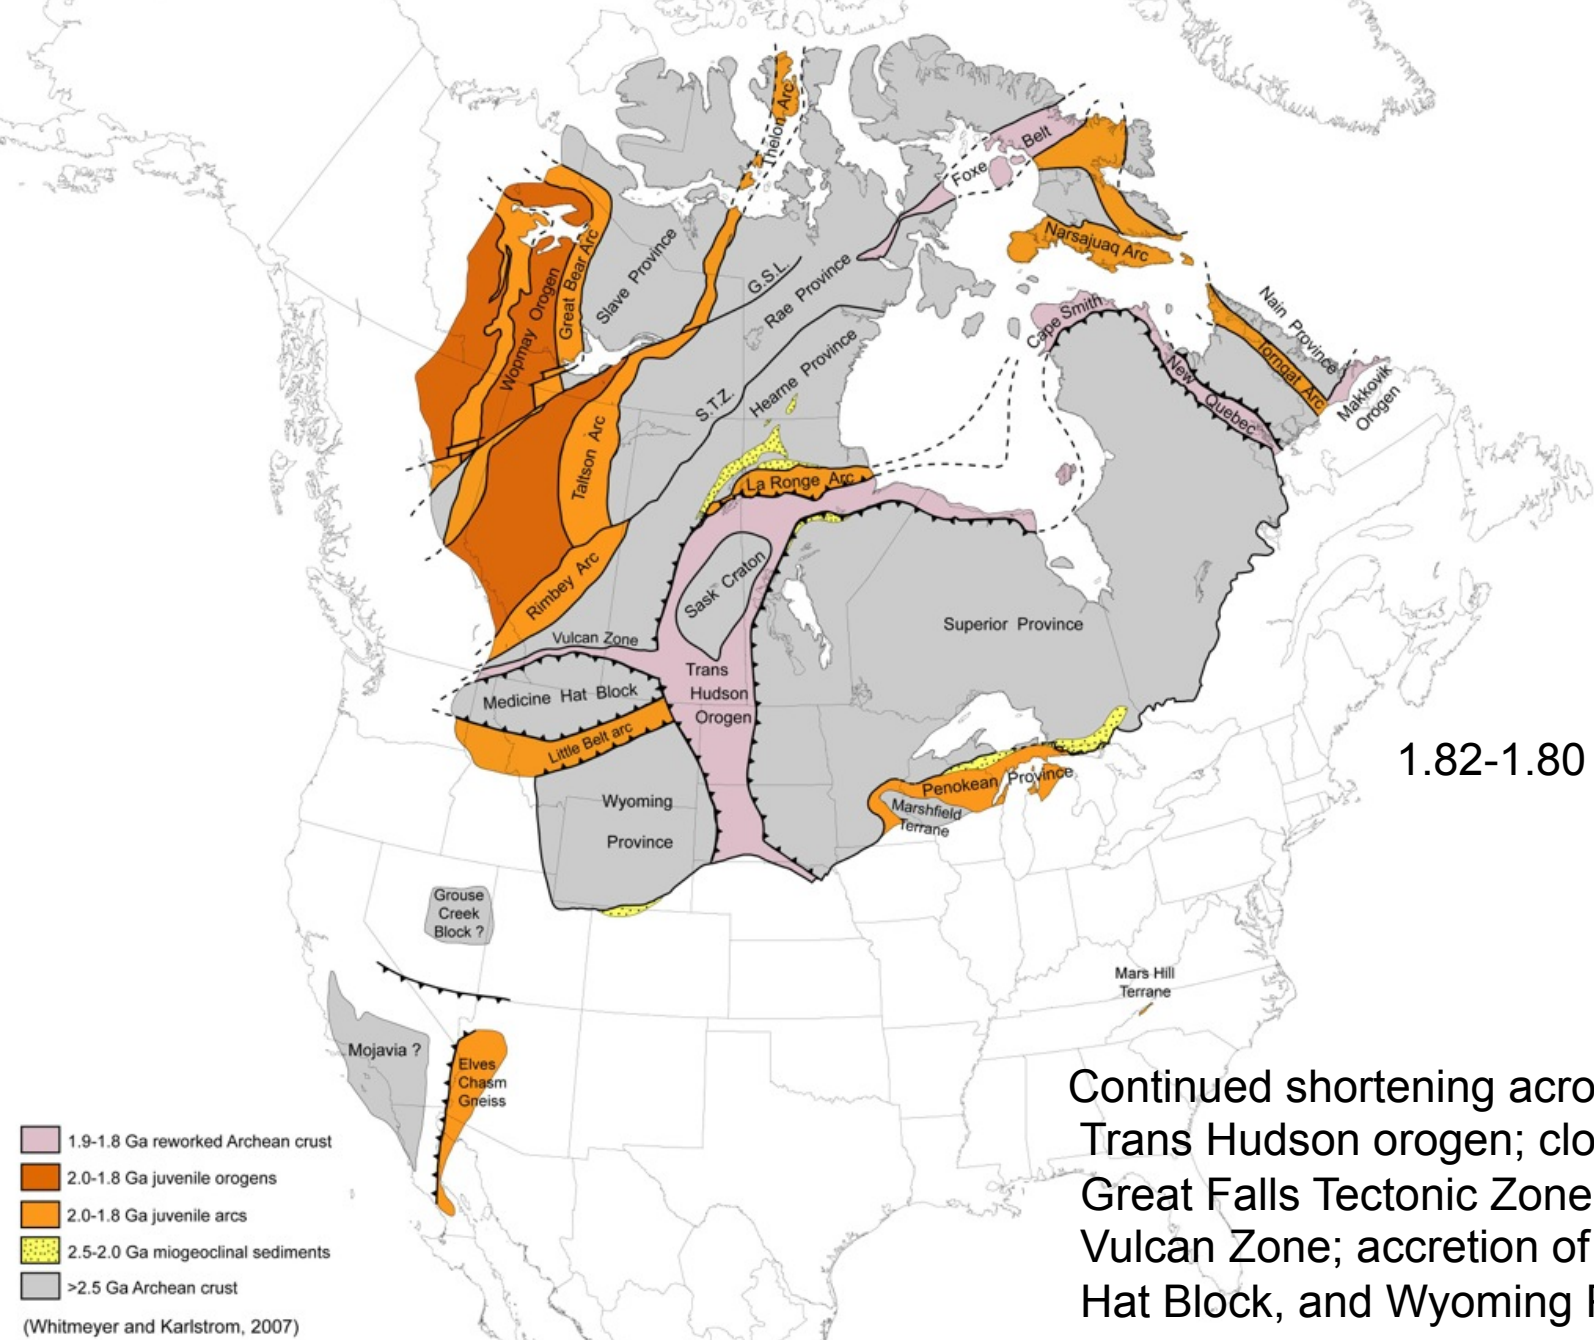 Thelon Arc
Belt
Foxe
Narsajuaq Arc
Great Bear Arc
Slave Province
Wopmay Orogen
G.S.L.
Rae Province
Nain Province
Cape Smith
Torngat Arc
New
Quebec
Makkovik
Orogen
S.T.Z.
Hearne Province
Taltson Arc
La Ronge Arc
Rimbey Arc
Sask Craton
Superior Province
Vulcan Zone
Trans
Hudson
Orogen
Medicine Hat Block
Little Belt arc
1.82-1.80
Penokean Province
Marshfield
Terrane
Wyoming
Province
Grouse
Creek
Block ?
Mars Hill
Terrane
Mojavia ?
Elves
Chasm
Gneiss
Continued shortening acro
Trans Hudson orogen; clo
Great Falls Tectonic Zone
Vulcan Zone; accretion of
Hat Block, and Wyoming
1.9-1.8 Ga reworked Archean crust
2.0-1.8 Ga juvenile orogens
2.0-1.8 Ga juvenile arcs
2.5-2.0 Ga miogeoclinal sediments
>2.5 Ga Archean crust
(Whitmeyer and Karlstrom, 2007)